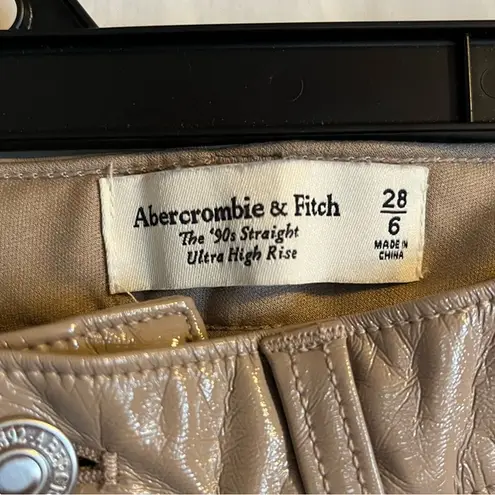 Abercrombie & Fitch
The '90s Straight
Ultra High Rise
28
6
MADE IN
CHINA